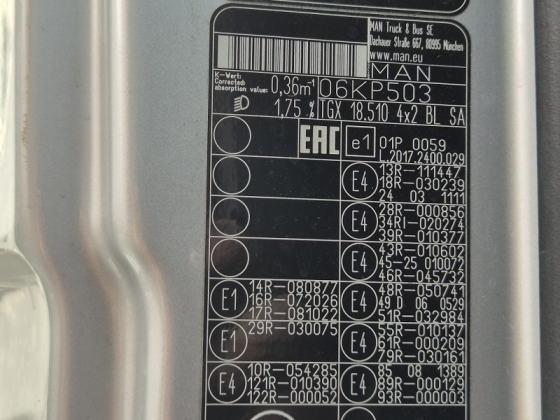 MAN Truck & Bus SE
Dachauer Straße 667, 80995 München
www.man.eu
MAN
K-Wert:
Corrected
absorption value: 0,36m⁻¹ 06KP503
1,75 % TGX 18.510 4x2 BL SA
EAC e1 01P 0059
L.2017.2400.029
E4 13R-111447
18R-030239
24 03 1111
E4 28R-000856
34RI-020274
39R-010377
E4 43R-010609
45-25 010072
46R-045732
E1 14R-080877
16R-072026
17R-081022
E4 48R-050741
49 D 06 0529
51R-032984
E1 29R-030075
E4 55R-010137
61R-000209
79R-030161
E4 10R-054285
121R-010390
122R-000052
E4 85 08 1389
89R-000129
93R-000003